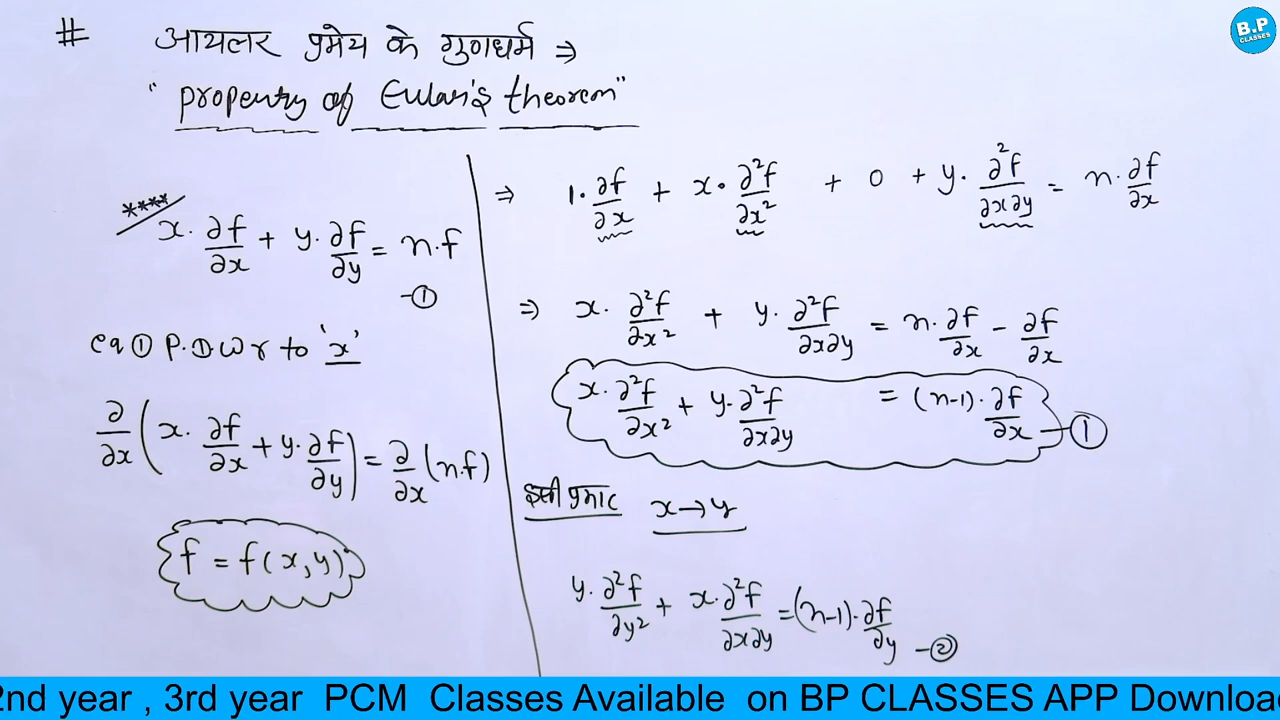 # आयलर प्रमेय के गुणधर्म ⇒
"property of Eular's theorem"
B.P
CLASSES
****
x·∂f/∂x + y·∂f/∂y = n·f
-①
eq ① P.D w r to 'x'
∂/∂x (x·∂f/∂x + y·∂f/∂y) = ∂/∂x (n.f)
f = f(x,y)
⇒ 1·∂f/∂x + x·∂²f/∂x² + 0 + y·∂²f/∂x∂y = n·∂f/∂x
⇒ x·∂²f/∂x² + y·∂²f/∂x∂y = n·∂f/∂x - ∂f/∂x
x·∂²f/∂x² + y·∂²f/∂x∂y = (n-1)·∂f/∂x -①
इसी प्रकार x→y
y·∂²f/∂y² + x·∂²f/∂x∂y = (n-1)·∂f/∂y -②
2nd year , 3rd year PCM Classes Available on BP CLASSES APP Downloa